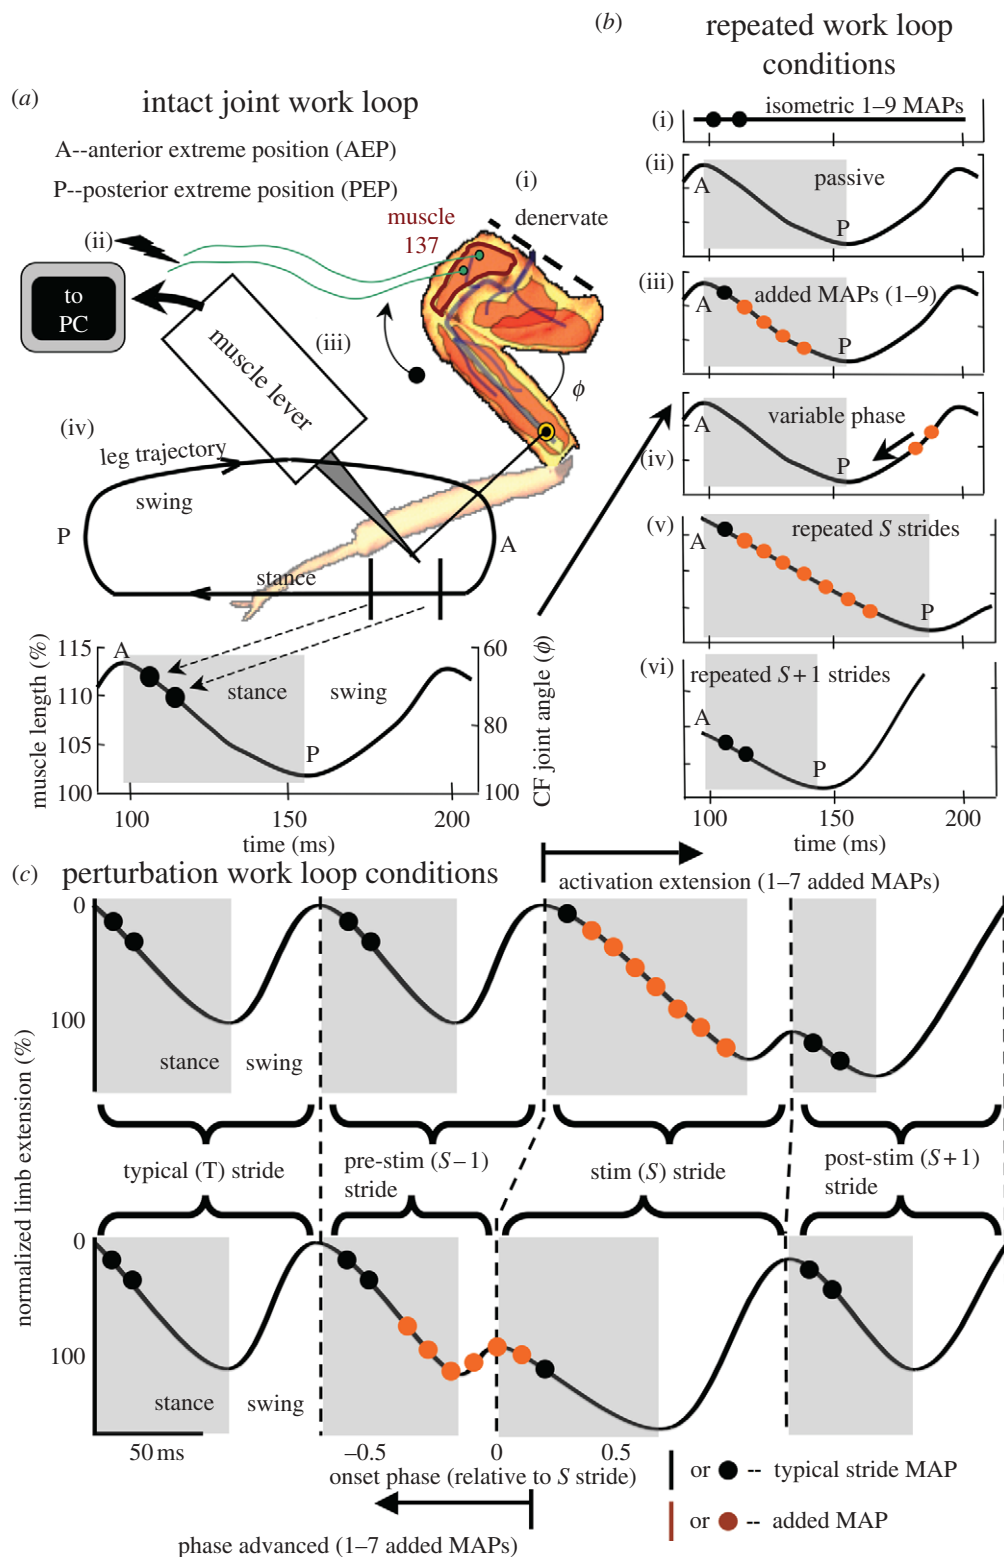 (a) intact joint work loop
A--anterior extreme position (AEP)
P--posterior extreme position (PEP)
(i)
denervate
muscle
137
(ii)
to
PC
(iii)
muscle lever
ϕ
(iv)
leg trajectory
swing
P
A
stance
muscle length (%)
115
110
105
100
A
stance
swing
P
60
80
100
CF joint angle (ϕ)
100 150 200
time (ms)
(b) repeated work loop
conditions
(i) isometric 1–9 MAPs
(ii) passive
A
P
(iii) added MAPs (1–9)
A
P
(iv) variable phase
A
P
(v) repeated S strides
A
P
(vi) repeated S+1 strides
A
P
100 150 200
time (ms)
(c) perturbation work loop conditions
activation extension (1–7 added MAPs)
normalized limb extension (%)
0
100
stance
swing
typical (T) stride
pre-stim (S–1)
stride
stim (S) stride
post-stim (S+1)
stride
0
100
stance
swing
50 ms
–0.5 0 0.5
onset phase (relative to S stride)
phase advanced (1–7 added MAPs)
or -- typical stride MAP
or -- added MAP